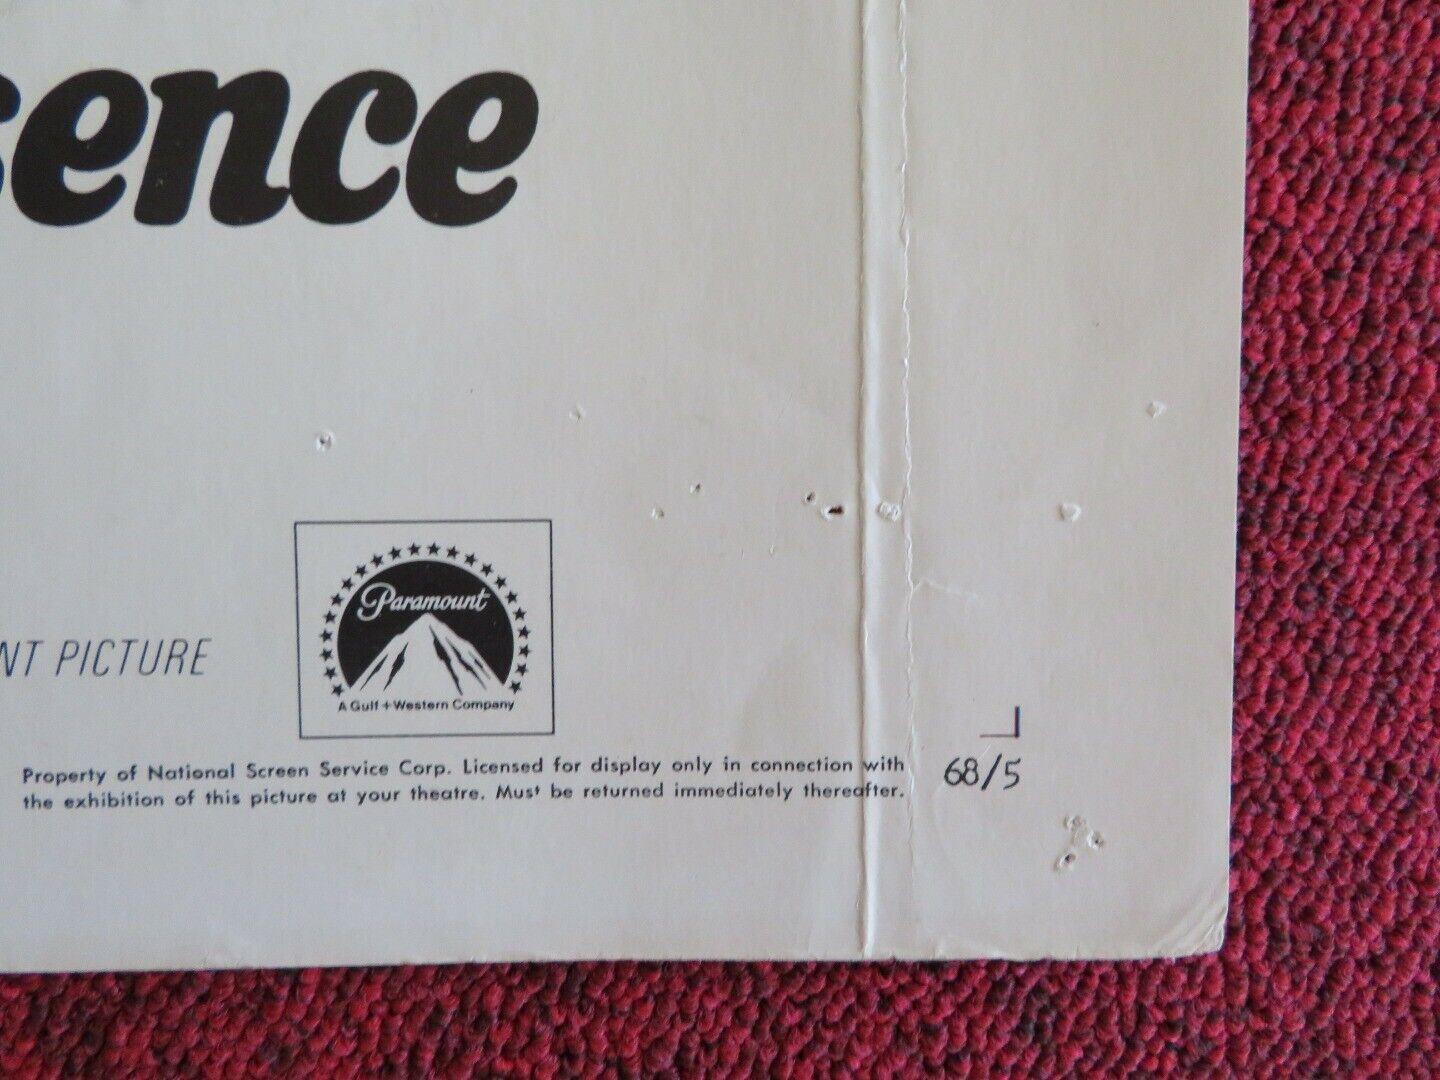 sence
NT PICTURE
Paramount
A Gulf + Western Company
Property of National Screen Service Corp. Licensed for display only in connection with
the exhibition of this picture at your theatre. Must be returned immediately thereafter.
68/5